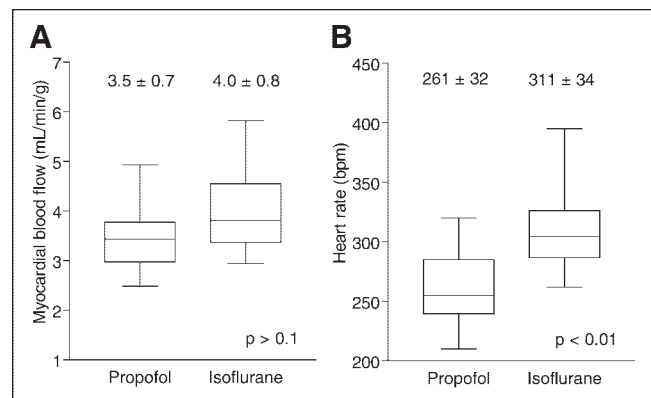 A
3.5 ± 0.7 4.0 ± 0.8
Myocardial blood flow (mL/min/g)
7
6
5
4
3
2
1
p > 0.1
Propofol Isoflurane
B
261 ± 32 311 ± 34
Heart rate (bpm)
450
400
350
300
250
200
p < 0.01
Propofol Isoflurane